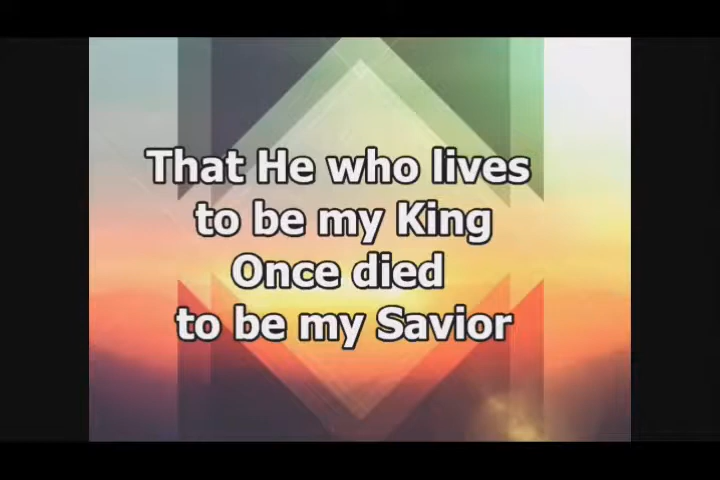 That He who lives
to be my King
Once died
to be my Savior